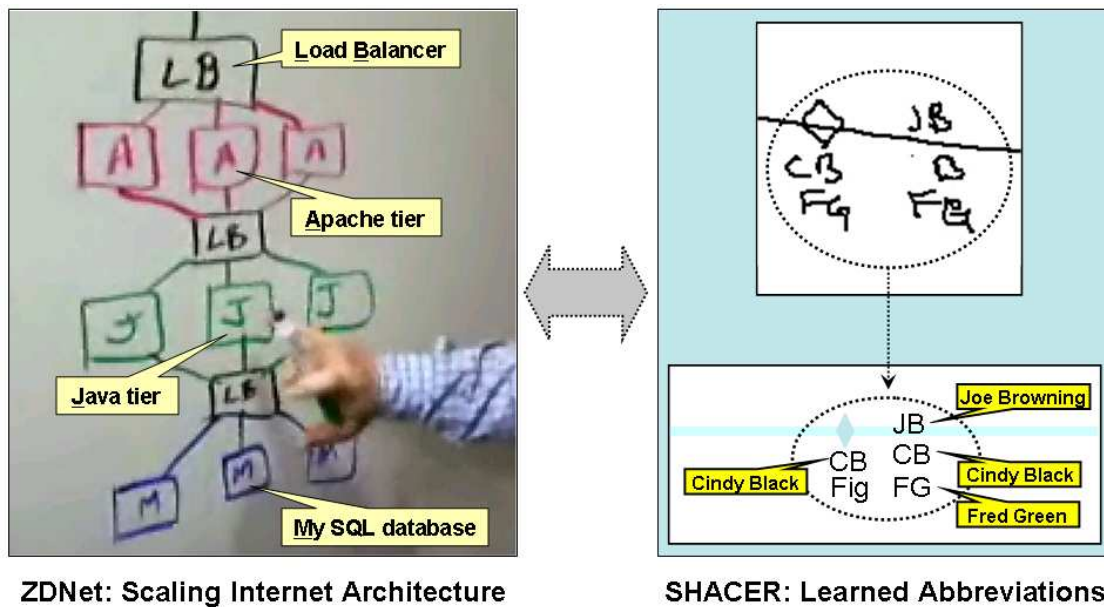 LB
Load Balancer
A A A
Apache tier
LB
J J J
Java tier
LB
M M M
My SQL database
ZDNet: Scaling Internet Architecture
JB
CB B
FG FG
Joe Browning
JB
CB CB
Cindy Black Cindy Black
Fig FG
Fred Green
SHACER: Learned Abbreviations